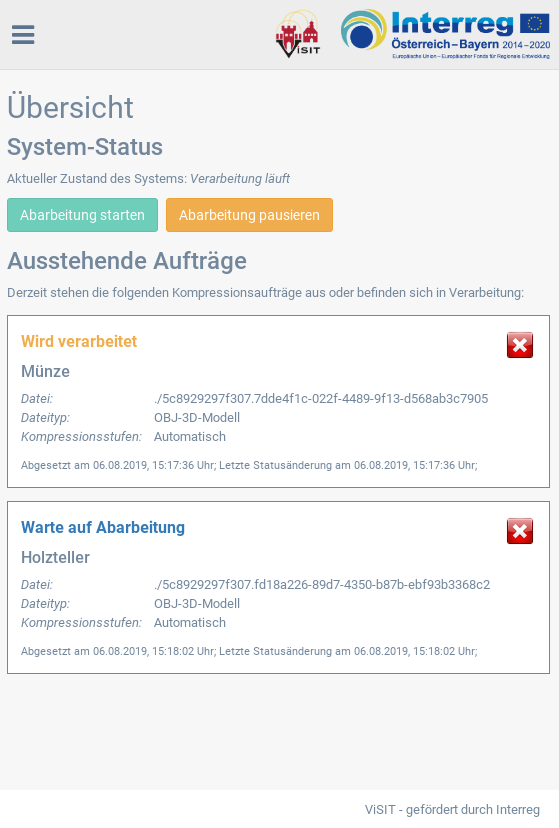 ViSIT
Interreg
Österreich-Bayern 2014-2020
Europäische Union – Europäischer Fonds für Regionale Entwicklung
Übersicht
System-Status
Aktueller Zustand des Systems: Verarbeitung läuft
Abarbeitung starten Abarbeitung pausieren
Ausstehende Aufträge
Derzeit stehen die folgenden Kompressionsaufträge aus oder befinden sich in Verarbeitung:
Wird verarbeitet
Münze
Datei: ./5c8929297f307.7dde4f1c-022f-4489-9f13-d568ab3c7905
Dateityp: OBJ-3D-Modell
Kompressionsstufen: Automatisch
Abgesetzt am 06.08.2019, 15:17:36 Uhr; Letzte Statusänderung am 06.08.2019, 15:17:36 Uhr;
Warte auf Abarbeitung
Holzteller
Datei: ./5c8929297f307.fd18a226-89d7-4350-b87b-ebf93b3368c2
Dateityp: OBJ-3D-Modell
Kompressionsstufen: Automatisch
Abgesetzt am 06.08.2019, 15:18:02 Uhr; Letzte Statusänderung am 06.08.2019, 15:18:02 Uhr;
ViSIT - gefördert durch Interreg